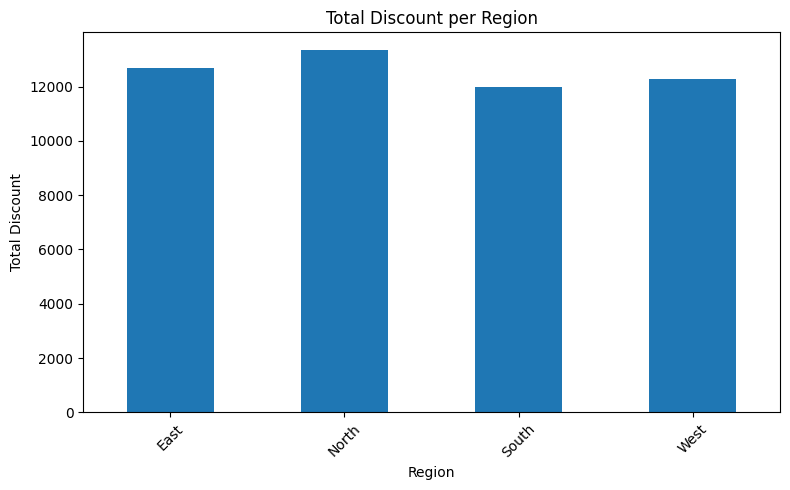 Total Discount per Region
Total Discount
12000
10000
8000
6000
4000
2000
0
East
North
South
West
Region